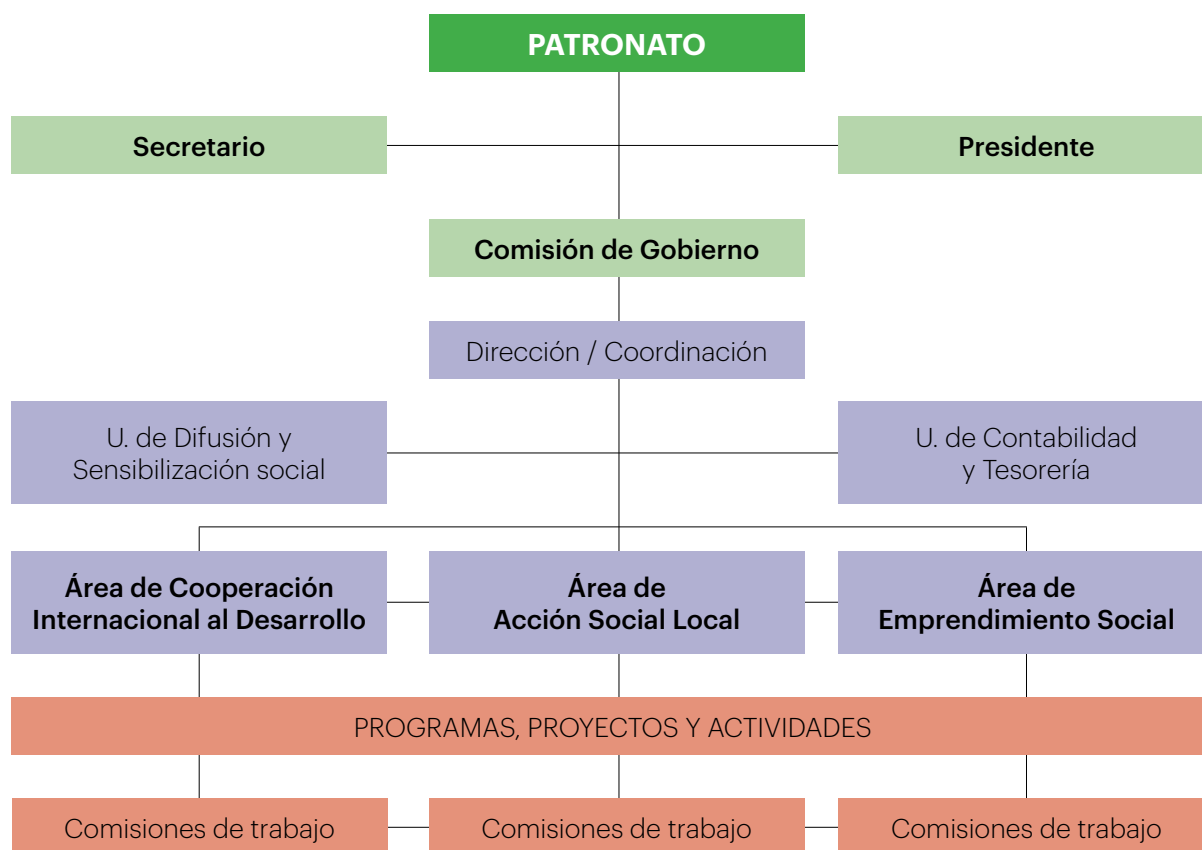 PATRONATO
Secretario
Presidente
Comisión de Gobierno
Dirección / Coordinación
U. de Difusión y
Sensibilización social
U. de Contabilidad
y Tesorería
Área de Cooperación
Internacional al Desarrollo
Área de
Acción Social Local
Área de
Emprendimiento Social
PROGRAMAS, PROYECTOS Y ACTIVIDADES
Comisiones de trabajo
Comisiones de trabajo
Comisiones de trabajo